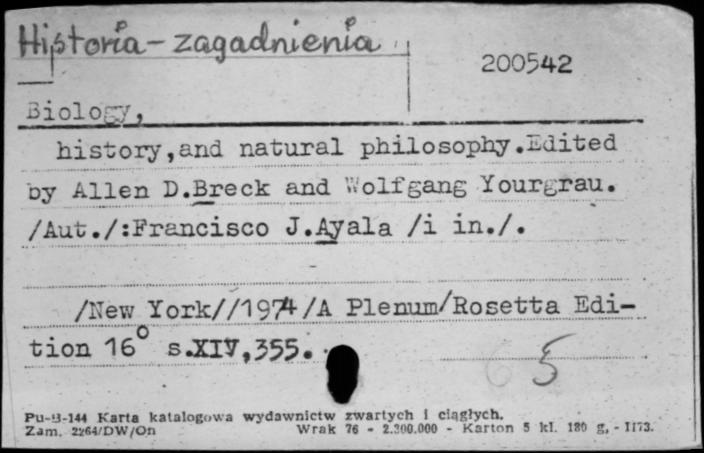 Historia - zagadnienia
200542
Biology,
history,and natural philosophy.Edited
by Allen D.Breck and Wolfgang Yourgrau.
/Aut./:Francisco J.Ayala /i in./.
/New York//1974/A Plenum/Rosetta Edi-
tion 16° s.XIV,355.
5
Pu-B-144 Karta katalogowa wydawnictw zwartych i ciągłych.
Zam. 2264/DW/On Wrak 76 - 2.300.000 - Karton 5 kl. 180 g, - 1173.